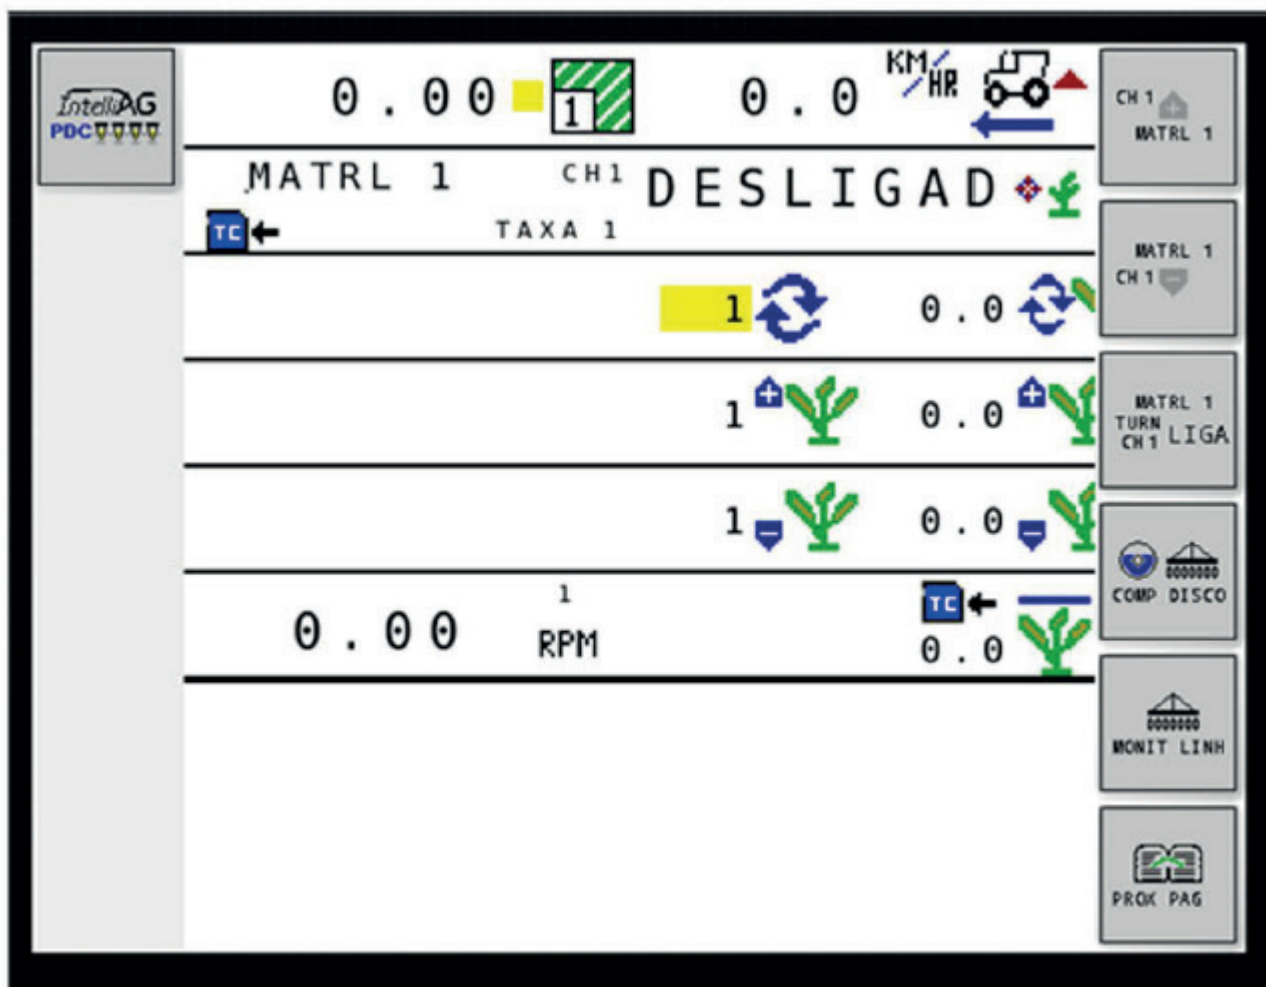 IntelliAG
PDC
0.00
1
0.0
KM/HR
MATRL 1
CH1
DESLIGAD
TC
TAXA 1
1
0.0
1
0.0
1
0.0
0.00
1
RPM
TC
0.0
CH 1
MATRL 1
MATRL 1
CH 1
MATRL 1
TURN
CH 1 LIGA
COMP DISCO
MONIT LINH
PROX PAG